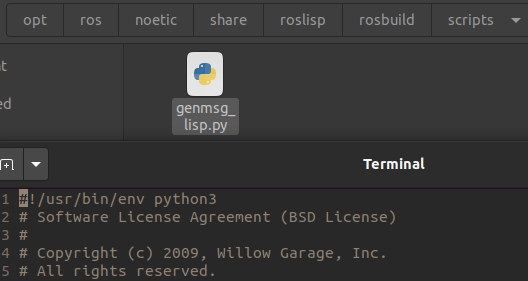 opt ros noetic share roslisp rosbuild scripts
genmsg_
lisp.py
ed
Terminal
1 #!/usr/bin/env python3
2 # Software License Agreement (BSD License)
3 #
4 # Copyright (c) 2009, Willow Garage, Inc.
5 # All rights reserved.